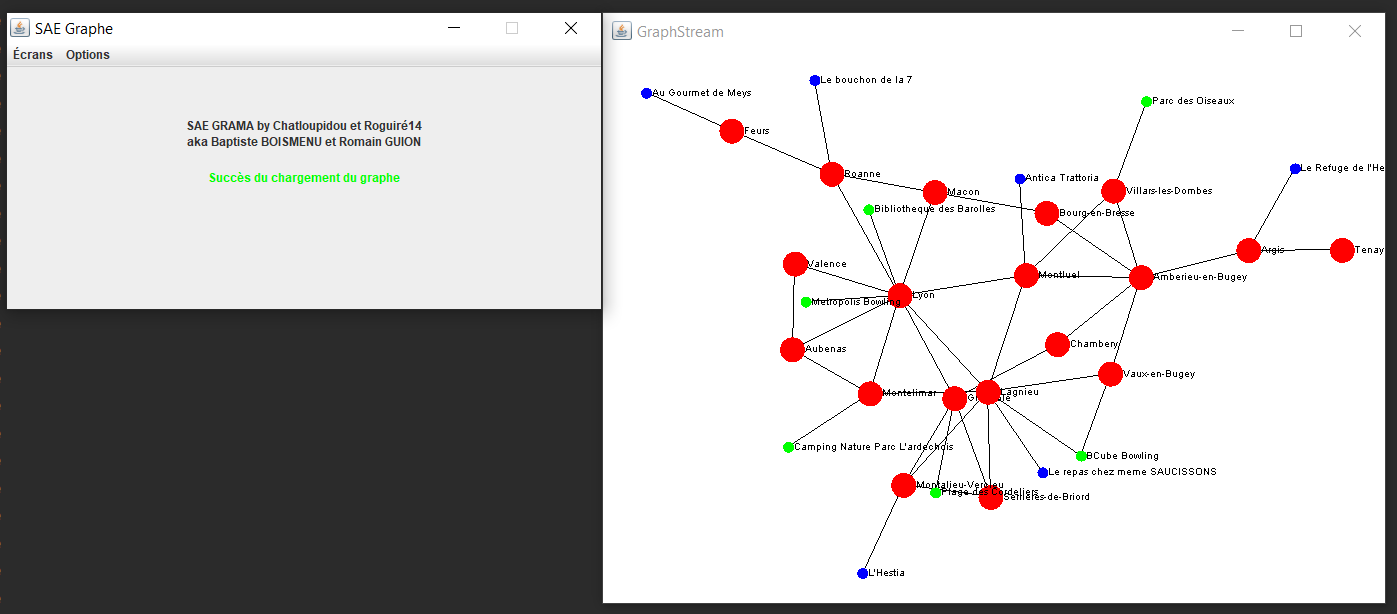 SAE Graphe
Écrans Options
SAE GRAMA by Chatloupidou et Roguiré14
aka Baptiste BOISMENU et Romain GUION
Succès du chargement du graphe
GraphStream
Le bouchon de la 7
Au Gourmet de Meys
Parc des Oiseaux
Feurs
Roanne
Le Refuge de l'He
Antica Trattoria
Macon
Villars-les-Dombes
Bibliotheque des Barolles
Bourg-en-Bresse
Argis
Tenay
Valence
Montluel
Amberieu-en-Bugey
Lyon
Metropolis Bowling
Chambery
Aubenas
Vaux-en-Bugey
Montelimar
Lagnieu
Camping Nature Parc L'ardechois
BCube Bowling
Le repas chez meme SAUCISSONS
Montalieu-Vercieu
Plage des Cordeliers
Serrieres-de-Briord
L'Hestia